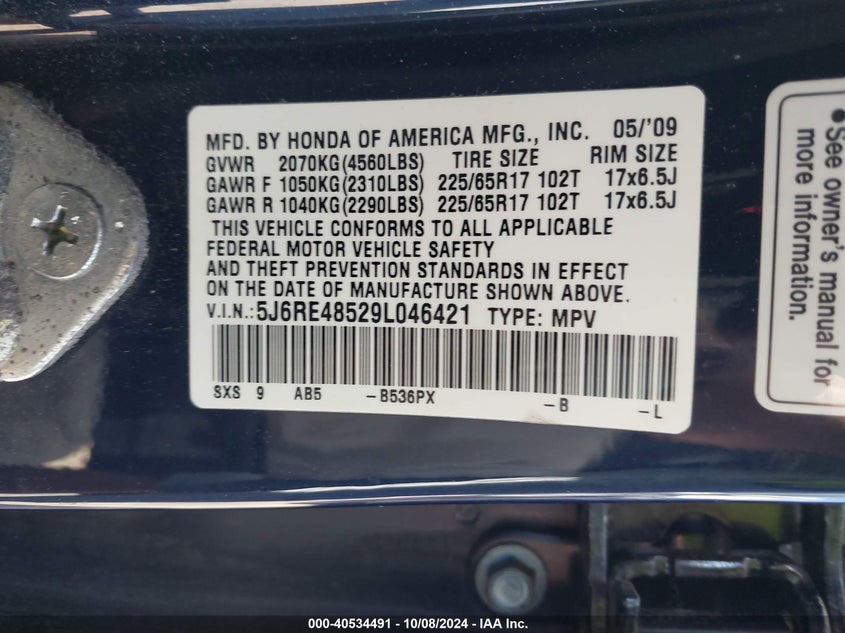 MFD. BY HONDA OF AMERICA MFG., INC. 05/'09
GVWR 2070KG(4560LBS) TIRE SIZE RIM SIZE
GAWR F 1050KG(2310LBS) 225/65R17 102T 17x6.5J
GAWR R 1040KG(2290LBS) 225/65R17 102T 17x6.5J
THIS VEHICLE CONFORMS TO ALL APPLICABLE
FEDERAL MOTOR VEHICLE SAFETY
AND THEFT PREVENTION STANDARDS IN EFFECT
ON THE DATE OF MANUFACTURE SHOWN ABOVE.
V.I.N.:5J6RE48529L046421 TYPE: MPV
SXS 9 AB5 -B536PX -B -L
•See owner's manual for
more information.
000-40534491 - 10/08/2024 - IAA Inc.